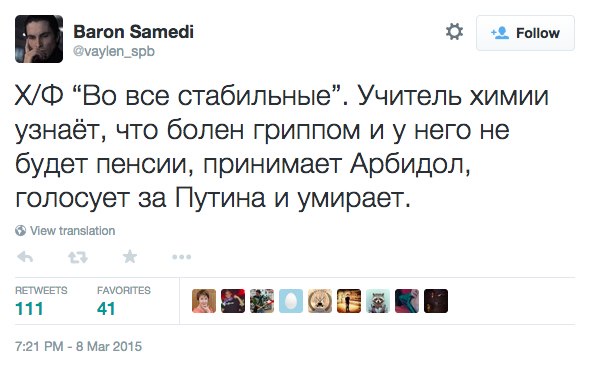 Baron Samedi
@vaylen_spb
Follow
Х/Ф “Во все стабильные”. Учитель химии
узнаёт, что болен гриппом и у него не
будет пенсии, принимает Арбидол,
голосует за Путина и умирает.
View translation
RETWEETS FAVORITES
111 41
7:21 PM - 8 Mar 2015